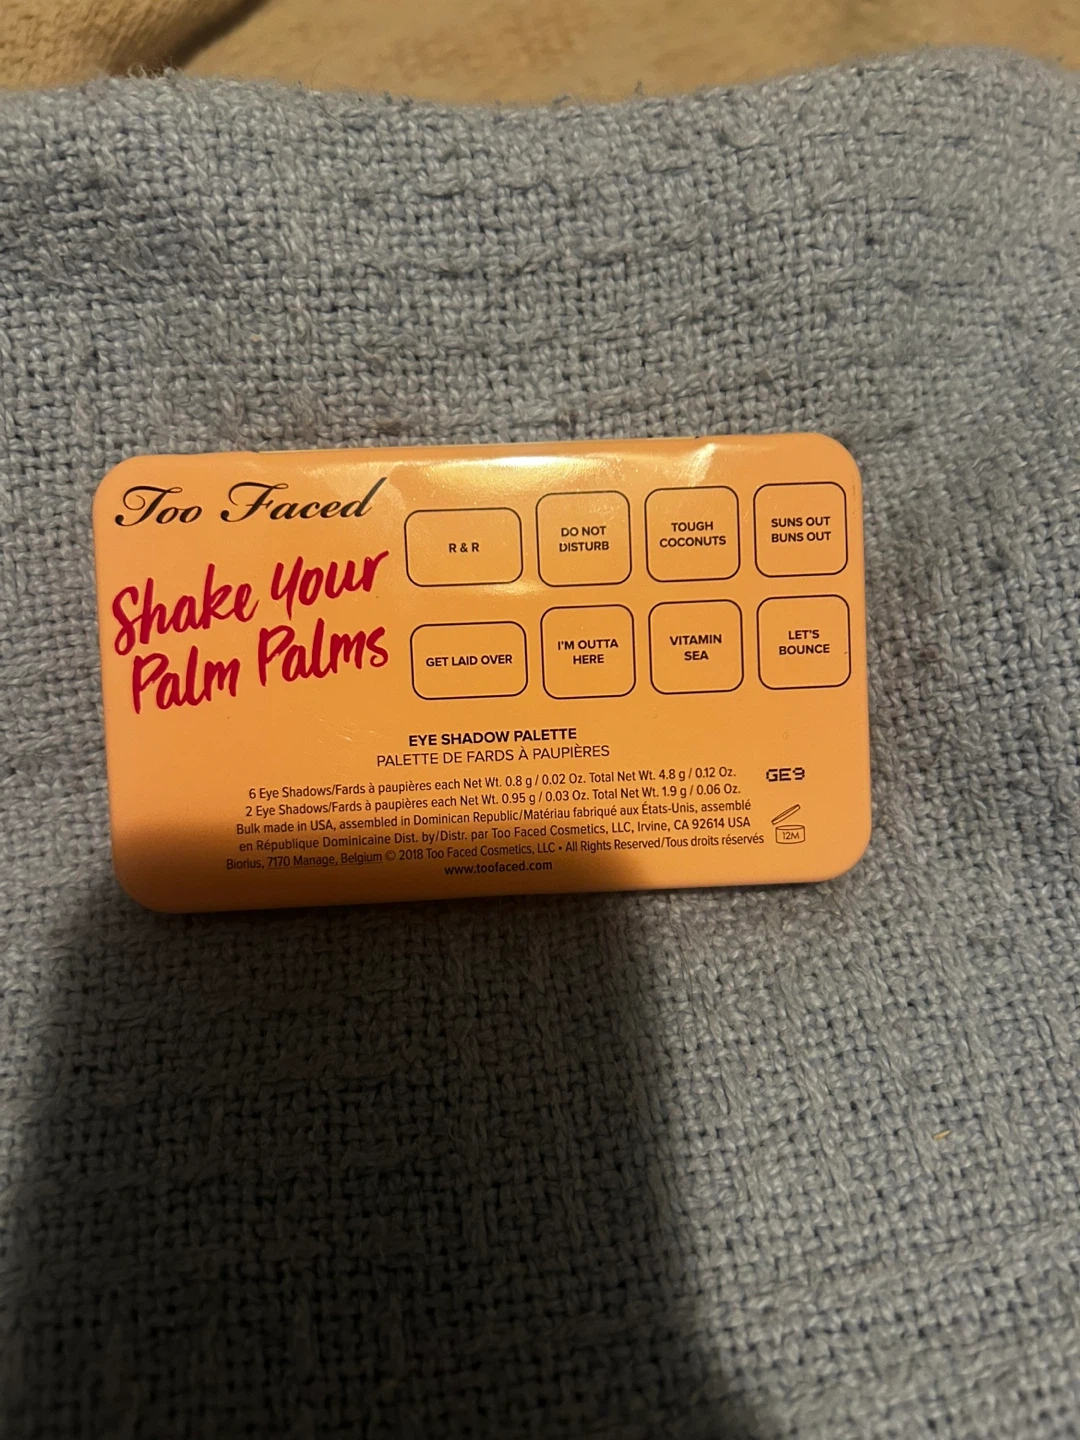 Too Faced
Shake Your
Palm Palms
R & R
DO NOT
DISTURB
TOUGH
COCONUTS
SUNS OUT
BUNS OUT
GET LAID OVER
I'M OUTTA
HERE
VITAMIN
SEA
LET'S
BOUNCE
EYE SHADOW PALETTE
PALETTE DE FARDS À PAUPIÈRES
6 Eye Shadows/Fards à paupières each Net Wt. 0.8 g / 0.02 Oz. Total Net Wt. 4.8 g / 0.12 Oz.
2 Eye Shadows/Fards à paupières each Net Wt. 0.95 g / 0.03 Oz. Total Net Wt. 1.9 g / 0.06 Oz.
Bulk made in USA, assembled in Dominican Republic/Matériau fabriqué aux États-Unis, assemblé
en République Dominicaine Dist. by/Distr. par Too Faced Cosmetics, LLC, Irvine, CA 92614 USA
Biorius, 7170 Manage, Belgium © 2018 Too Faced Cosmetics, LLC • All Rights Reserved/Tous droits réservés
www.toofaced.com
GE9
12M